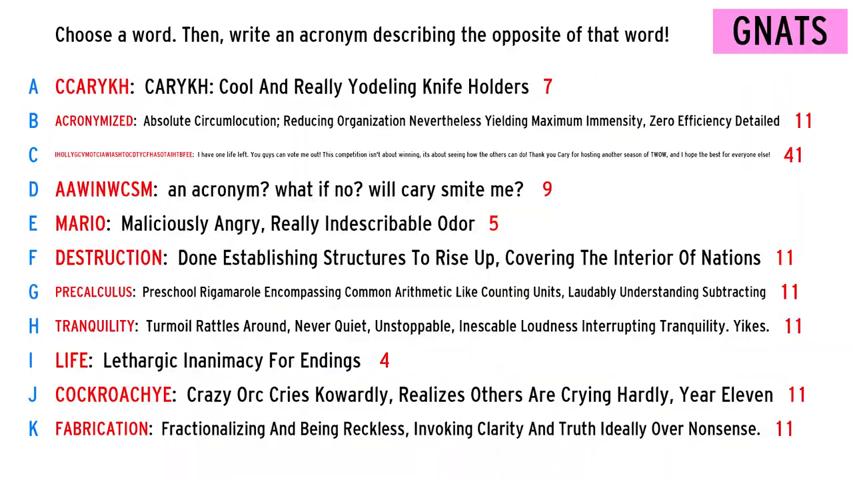 Choose a word. Then, write an acronym describing the opposite of that word!
GNATS
A CCARYKH: CARYKH: Cool And Really Yodeling Knife Holders 7
B ACRONYMIZED: Absolute Circumlocution; Reducing Organization Nevertheless Yielding Maximum Immensity, Zero Efficiency Detailed 11
C IHOLLYGCVMOTCIAWIASHTOCDTYCFHASOTAIHTBFEE: I have one life left. You guys can vote me out! This competition isn't about winning, its about seeing how the others can do! Thank you Cary for hosting another season of TWOW, and I hope the best for everyone else! 41
D AAWINWCSM: an acronym? what if no? will cary smite me? 9
E MARIO: Maliciously Angry, Really Indescribable Odor 5
F DESTRUCTION: Done Establishing Structures To Rise Up, Covering The Interior Of Nations 11
G PRECALCULUS: Preschool Rigamarole Encompassing Common Arithmetic Like Counting Units, Laudably Understanding Subtracting 11
H TRANQUILITY: Turmoil Rattles Around, Never Quiet, Unstoppable, Inescable Loudness Interrupting Tranquility. Yikes. 11
I LIFE: Lethargic Inanimacy For Endings 4
J COCKROACHYE: Crazy Orc Cries Kowardly, Realizes Others Are Crying Hardly, Year Eleven 11
K FABRICATION: Fractionalizing And Being Reckless, Invoking Clarity And Truth Ideally Over Nonsense. 11